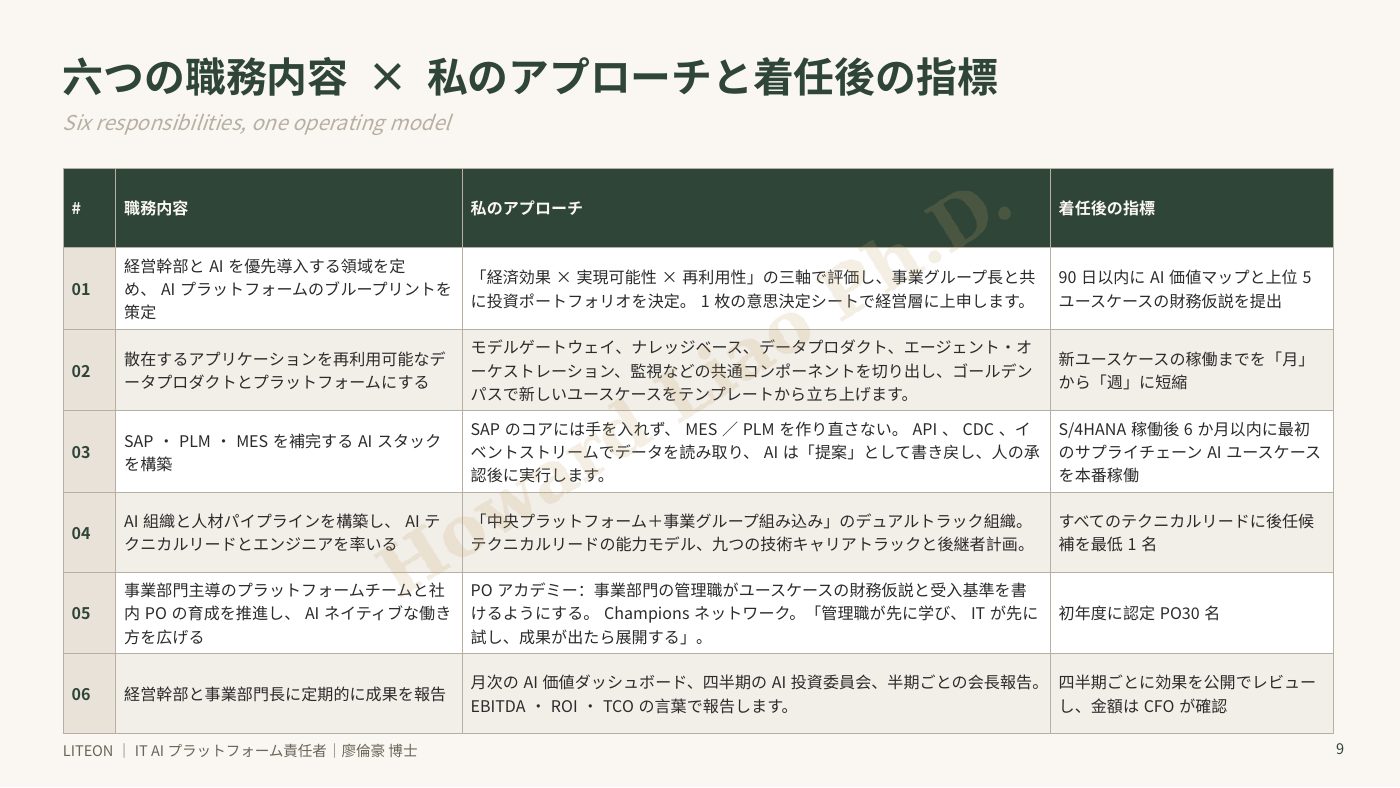 六つの職務内容 × 私のアプローチと着任後の指標
Six responsibilities, one operating model
# 職務内容 私のアプローチ 着任後の指標
01
経営幹部と AI を優先導入する領域を定
め、 AI プラットフォームのブループリントを
策定
「経済効果 × 実現可能性 × 再利用性」の三軸で評価し、事業グループ長と共
に投資ポートフォリオを決定。 1 枚の意思決定シートで経営層に上申します。
90 日以内に AI 価値マップと上位 5
ユースケースの財務仮説を提出
02
散在するアプリケーションを再利用可能なデ
ータプロダクトとプラットフォームにする
モデルゲートウェイ、ナレッジベース、データプロダクト、エージェント・オ
ーケストレーション、監視などの共通コンポーネントを切り出し、ゴールデン
パスで新しいユースケースをテンプレートから立ち上げます。
新ユースケースの稼働までを「月」
から「週」に短縮
03
SAP ・ PLM ・ MES を補完する AI スタック
を構築
SAP のコアには手を入れず、 MES ／ PLM を作り直さない。 API 、 CDC 、イ
ベントストリームでデータを読み取り、 AI は「提案」として書き戻し、人の承
認後に実行します。
S/4HANA 稼働後 6 か月以内に最初
のサプライチェーン AI ユースケース
を本番稼働
04
AI 組織と人材パイプラインを構築し、 AI テ
クニカルリードとエンジニアを率いる
「中央プラットフォーム＋事業グループ組み込み」のデュアルトラック組織。
テクニカルリードの能力モデル、九つの技術キャリアトラックと後継者計画。
すべてのテクニカルリードに後任候
補を最低 1 名
05
事業部門主導のプラットフォームチームと社
内 PO の育成を推進し、 AI ネイティブな働き
方を広げる
PO アカデミー：事業部門の管理職がユースケースの財務仮説と受入基準を書
けるようにする。 Champions ネットワーク。「管理職が先に学び、 IT が先に
試し、成果が出たら展開する」。
初年度に認定 PO30 名
06
経営幹部と事業部門長に定期的に成果を報告
月次の AI 価値ダッシュボード、四半期の AI 投資委員会、半期ごとの会長報告。
EBITDA ・ ROI ・ TCO の言葉で報告します。
四半期ごとに効果を公開でレビュー
し、金額は CFO が確認
Howard Liao Ph.D.
LITEON ｜ IT AI プラットフォーム責任者｜廖倫豪 博士
9